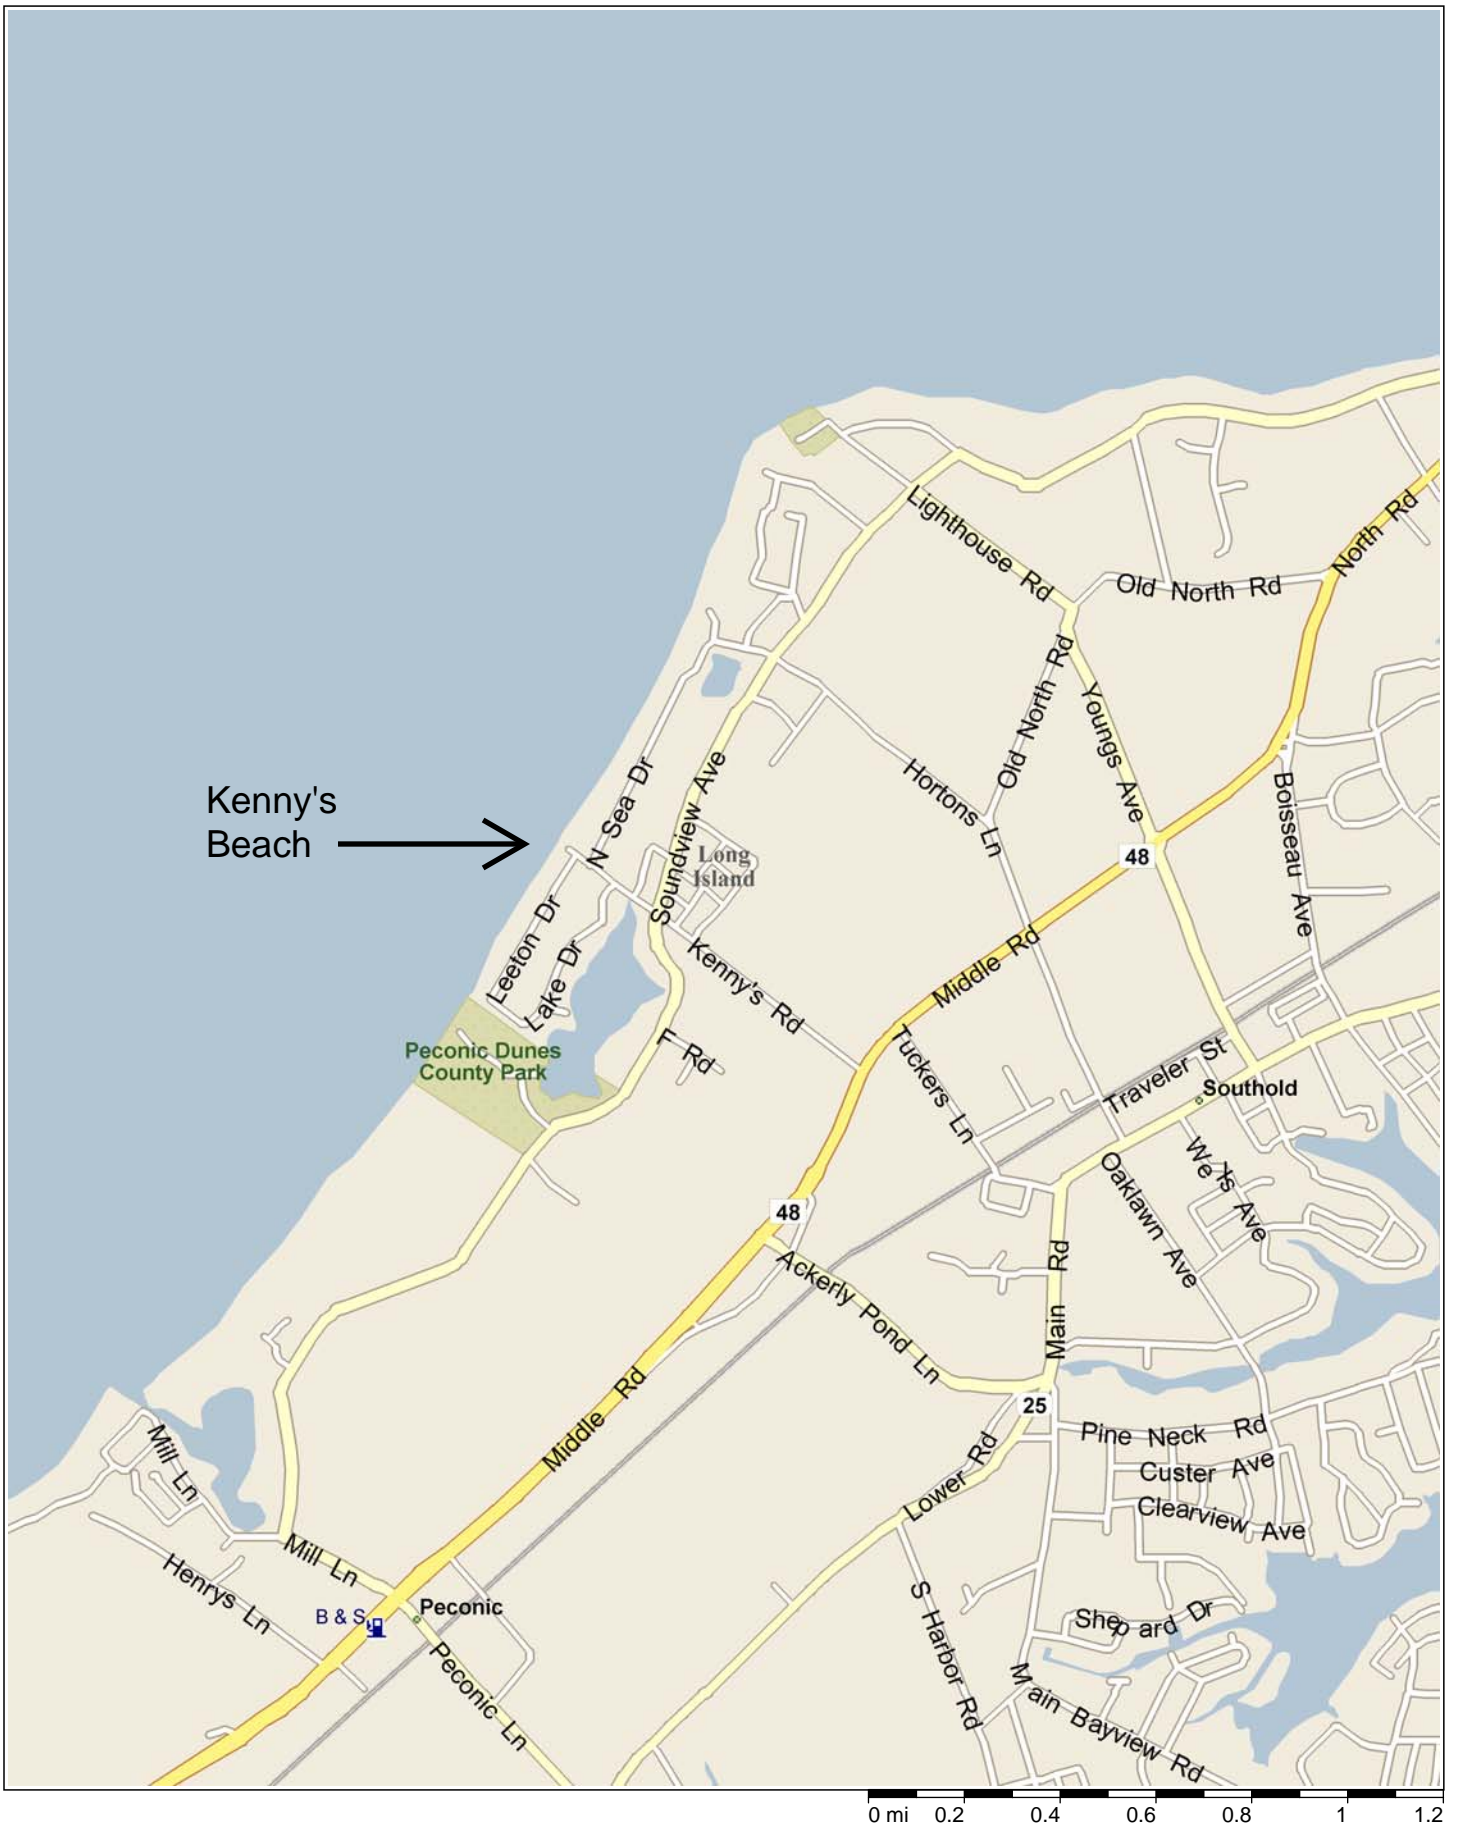 Lighthouse Rd
North Rd
Old North Rd
Old North Rd
Youngs Ave
N Sea Dr
Soundview Ave
Hortons Ln
Kenny's
Beach
Long
Island
48
Boisseau Ave
Leeton Dr
Lake Dr
Kenny's Rd
Middle Rd
F Rd
Tuckers Ln
Peconic Dunes
County Park
Traveler St
Southold
Wells Ave
Oaklawn Ave
48
Ackerly Pond Ln
Main Rd
Middle Rd
25
Pine Neck Rd
Custer Ave
Clearview Ave
Lower Rd
Mill Ln
Mill Ln
Henrys Ln
B & S
Peconic
Peconic Ln
S Harbor Rd
Shepard Dr
Main Bayview Rd
0 mi 0.2 0.4 0.6 0.8 1 1.2